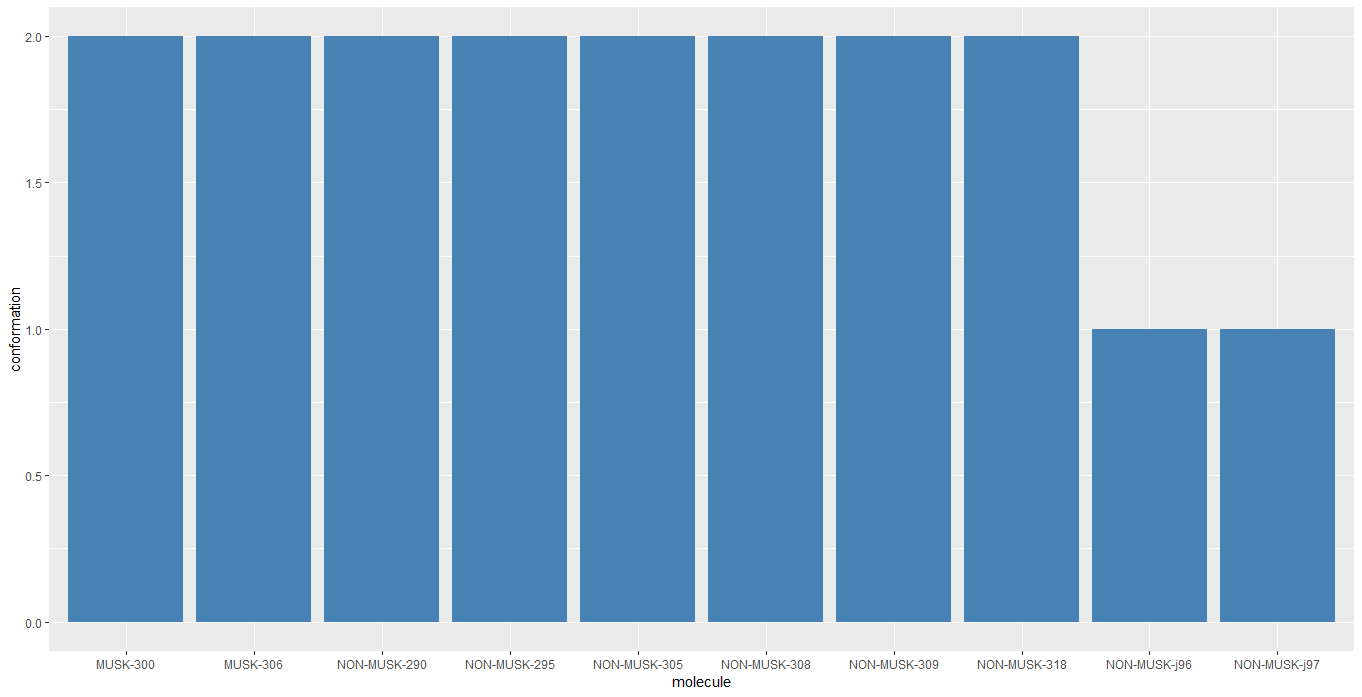 conformation
2.0
1.5
1.0
0.5
0.0
MUSK-300 MUSK-306 NON-MUSK-290 NON-MUSK-295 NON-MUSK-305 NON-MUSK-308 NON-MUSK-309 NON-MUSK-318 NON-MUSK-j96 NON-MUSK-j97
molecule